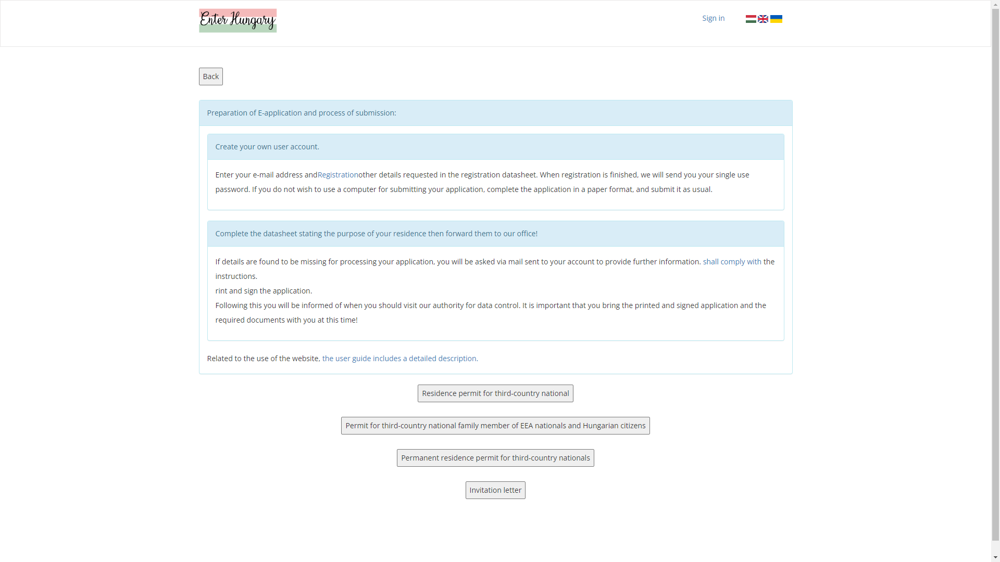 Enter Hungary
Sign in
Back
Preparation of E-application and process of submission:
Create your own user account.
Enter your e-mail address andRegistrationother details requested in the registration datasheet. When registration is finished, we will send you your single use
password. If you do not wish to use a computer for submitting your application, complete the application in a paper format, and submit it as usual.
Complete the datasheet stating the purpose of your residence then forward them to our office!
If details are found to be missing for processing your application, you will be asked via mail sent to your account to provide further information. shall comply with the
instructions.
rint and sign the application.
Following this you will be informed of when you should visit our authority for data control. It is important that you bring the printed and signed application and the
required documents with you at this time!
Related to the use of the website, the user guide includes a detailed description.
Residence permit for third-country national
Permit for third-country national family member of EEA nationals and Hungarian citizens
Permanent residence permit for third-country nationals
Invitation letter